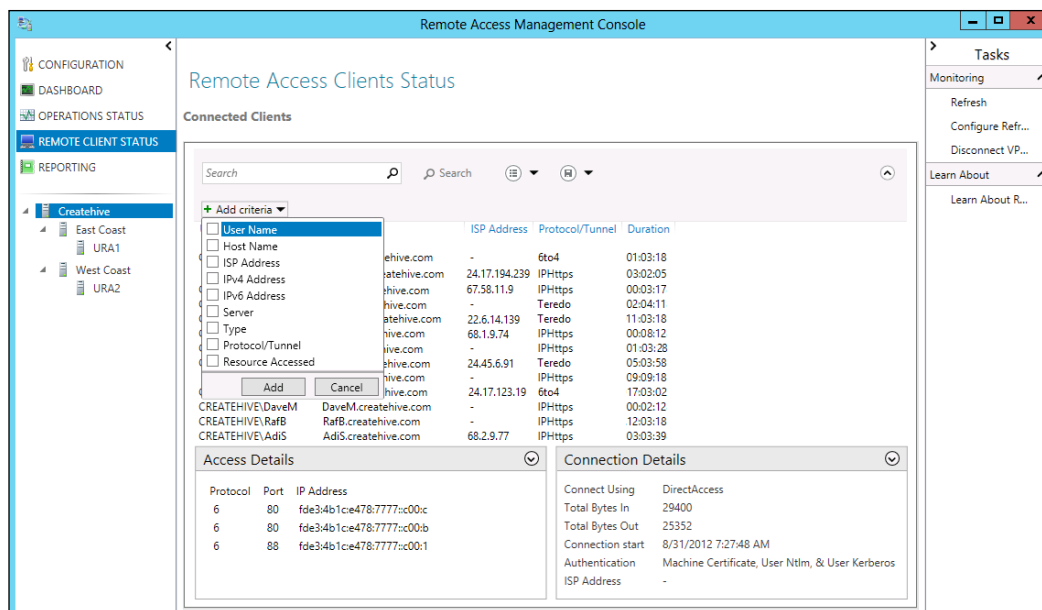 Remote Access Management Console
CONFIGURATION
DASHBOARD
OPERATIONS STATUS
REMOTE CLIENT STATUS
REPORTING
Createhive
East Coast
URA1
West Coast
URA2
Remote Access Clients Status
Connected Clients
Search Search
Add criteria
User Name
Host Name
ISP Address
IPv4 Address
IPv6 Address
Server
Type
Protocol/Tunnel
Resource Accessed
Add Cancel
ISP Address Protocol/Tunnel Duration
ehive.com - 6to4 01:03:18
eatehive.com 24.17.194.239 IPHttps 03:02:05
ehive.com 67.58.11.9 IPHttps 00:03:17
hive.com - Teredo 02:04:11
atehive.com 22.6.14.139 Teredo 11:03:18
hive.com 68.1.9.74 IPHttps 00:08:12
ive.com - IPHttps 01:03:28
ehive.com 24.45.6.91 Teredo 05:03:58
hive.com - IPHttps 09:09:18
hive.com 24.17.123.19 6to4 17:03:02
CREATEHIVE\DaveM DaveM.createhive.com - IPHttps 00:02:12
CREATEHIVE\RafB RafB.createhive.com - IPHttps 12:03:18
CREATEHIVE\AdiS AdiS.createhive.com 68.2.9.77 IPHttps 03:03:39
Access Details
Protocol Port IP Address
6 80 fde3:4b1c:e478:7777::c00:c
6 80 fde3:4b1c:e478:7777::c00:b
6 88 fde3:4b1c:e478:7777::c00:1
Connection Details
Connect Using DirectAccess
Total Bytes In 29400
Total Bytes Out 25352
Connection start 8/31/2012 7:27:48 AM
Authentication Machine Certificate, User Ntlm, & User Kerberos
ISP Address -
Tasks
Monitoring
Refresh
Configure Refr...
Disconnect VP...
Learn About
Learn About R...